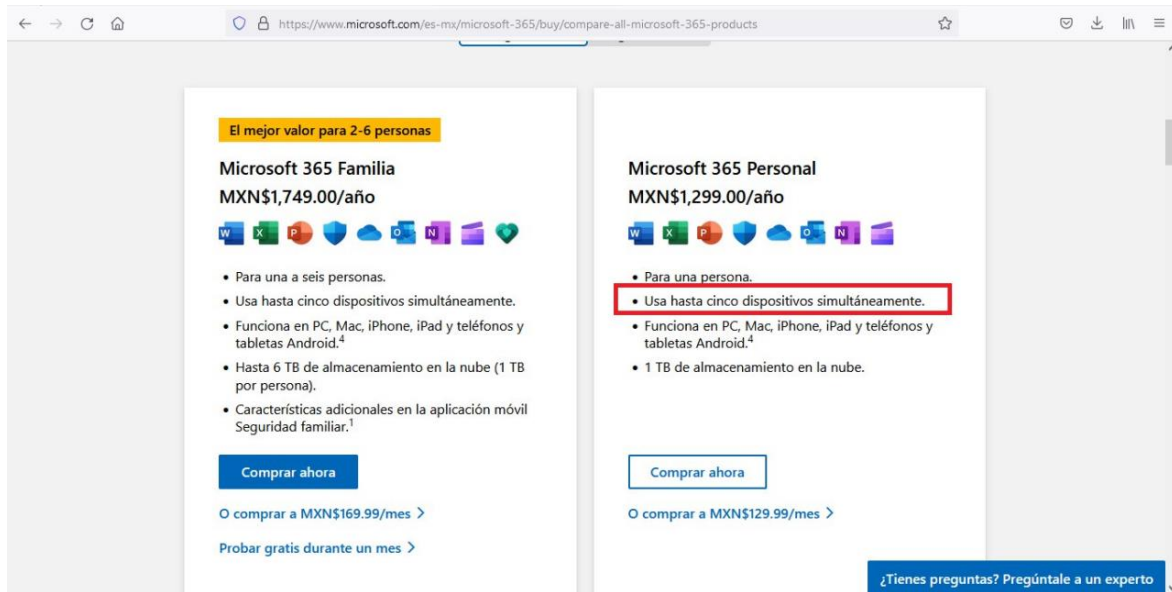 https://www.microsoft.com/es-mx/microsoft-365/buy/compare-all-microsoft-365-products
El mejor valor para 2-6 personas
Microsoft 365 Familia
MXN$1,749.00/año
• Para una a seis personas.
• Usa hasta cinco dispositivos simultáneamente.
• Funciona en PC, Mac, iPhone, iPad y teléfonos y
tabletas Android.4
• Hasta 6 TB de almacenamiento en la nube (1 TB
por persona).
• Características adicionales en la aplicación móvil
Seguridad familiar.1
Comprar ahora
O comprar a MXN$169.99/mes >
Probar gratis durante un mes >
Microsoft 365 Personal
MXN$1,299.00/año
• Para una persona.
• Usa hasta cinco dispositivos simultáneamente.
• Funciona en PC, Mac, iPhone, iPad y teléfonos y
tabletas Android.4
• 1 TB de almacenamiento en la nube.
Comprar ahora
O comprar a MXN$129.99/mes >
¿Tienes preguntas? Pregúntale a un experto